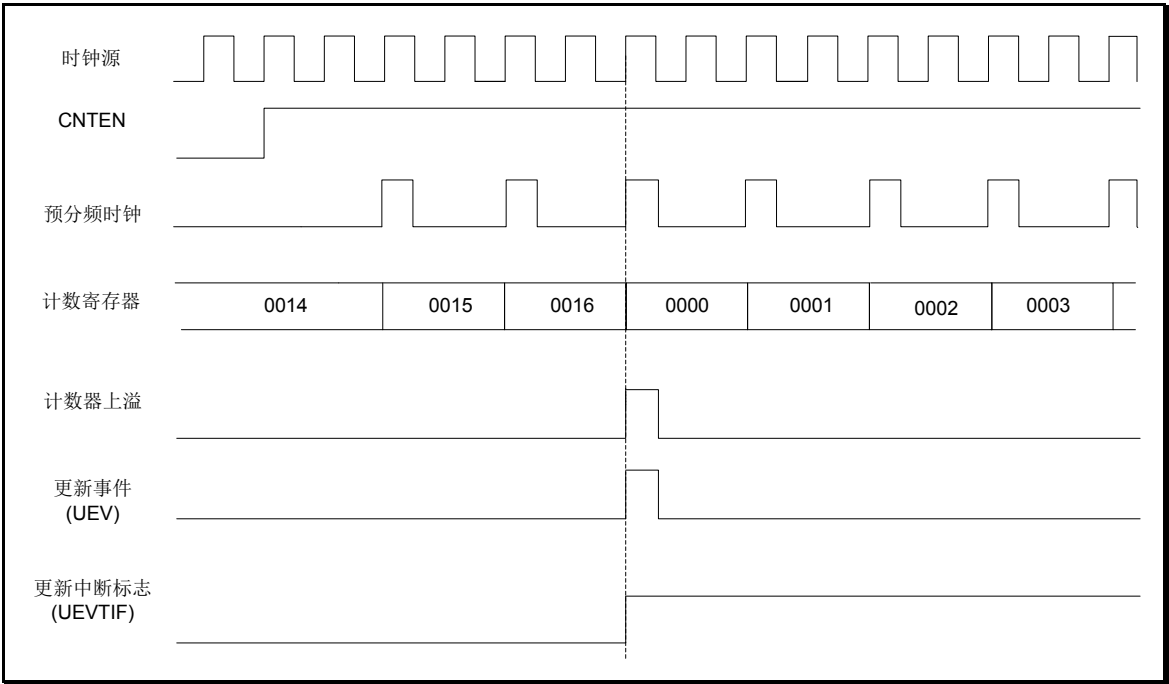 时钟源
CNTEN
预分频时钟
计数寄存器
0014
0015
0016
0000
0001
0002
0003
计数器上溢
更新事件
(UEV)
更新中断标志
(UEVTIF)